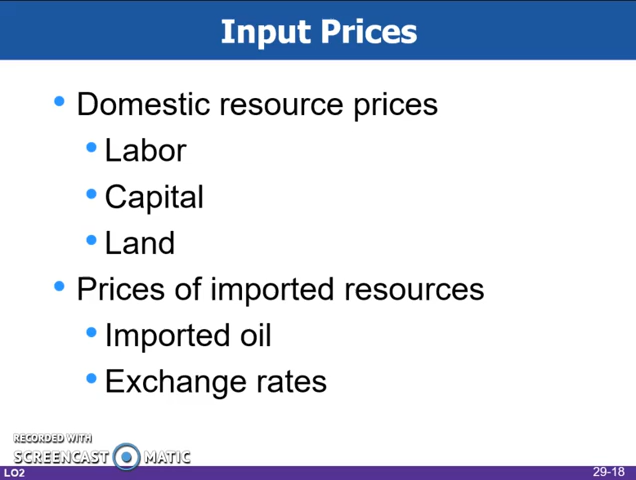 Input Prices
• Domestic resource prices
• Labor
• Capital
• Land
• Prices of imported resources
• Imported oil
• Exchange rates
RECORDED WITH
SCREENCAST MATIC
LO2
29-18